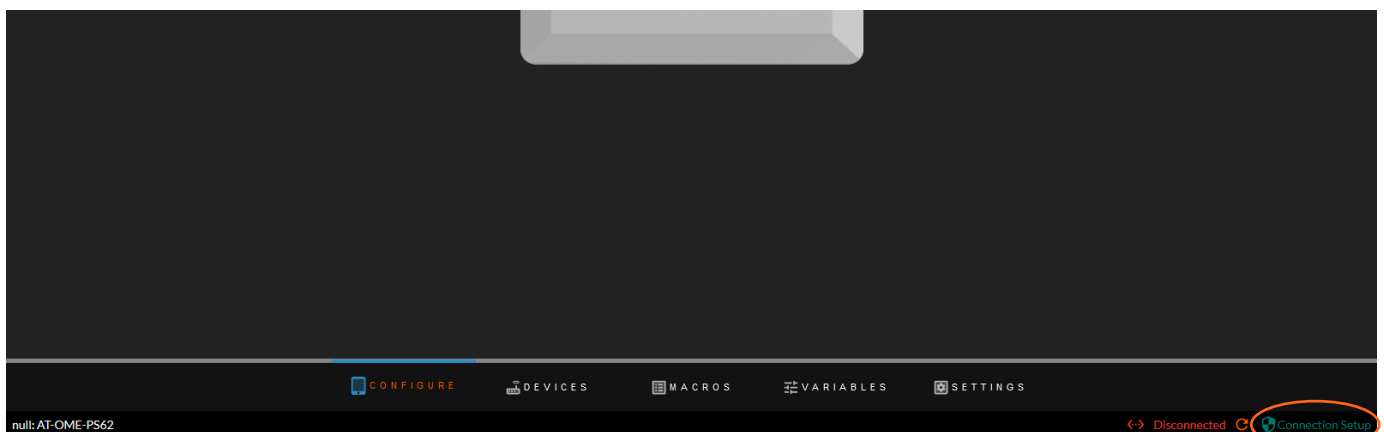 CONFIGURE DEVICES MACROS VARIABLES SETTINGS
null: AT-OME-PS62 Disconnected Connection Setup